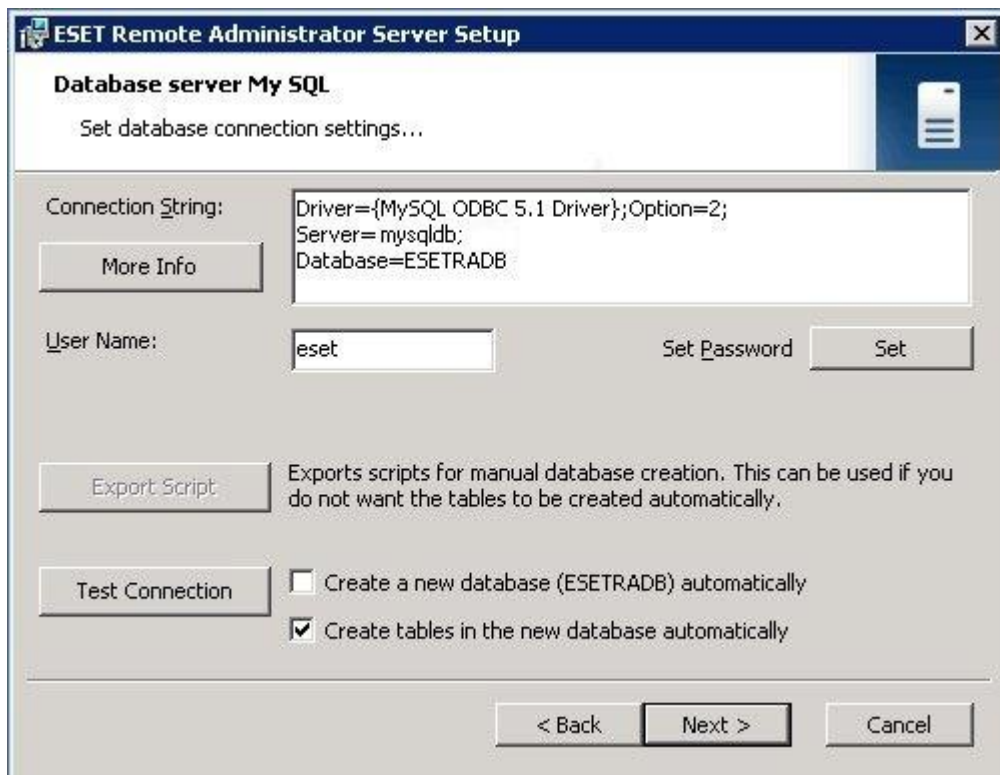 ESET Remote Administrator Server Setup
Database server My SQL
Set database connection settings...
Connection String:
Driver={MySQL ODBC 5.1 Driver};Option=2;
Server= mysqldb;
Database=ESETRADB
More Info
User Name:
eset
Set Password
Set
Export Script
Exports scripts for manual database creation. This can be used if you
do not want the tables to be created automatically.
Test Connection
Create a new database (ESETRADB) automatically
Create tables in the new database automatically
< Back
Next >
Cancel